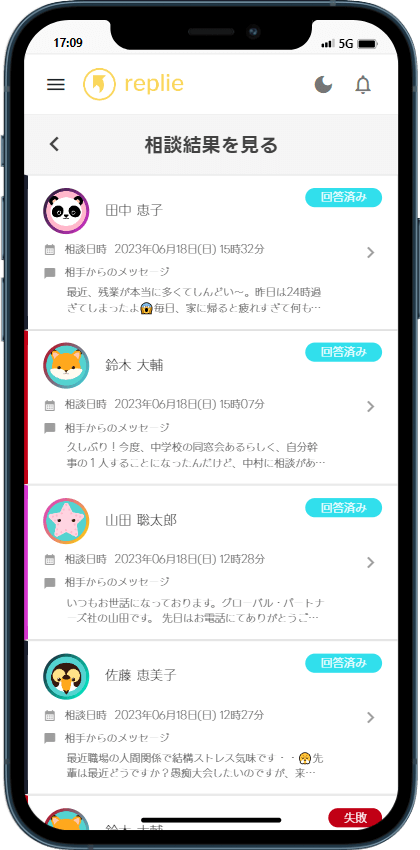 17:09
5G
replie
相談結果を見る
回答済み
田中 恵子
相談日時 2023年06月18日(日) 15時32分
相手からのメッセージ
最近、残業が本当に多くてしんどい〜。昨日は24時過
ぎてしまったよ😱毎日、家に帰ると疲れすぎて何も…
回答済み
鈴木 大輔
相談日時 2023年06月18日(日) 15時07分
相手からのメッセージ
久しぶり！今度、中学校の同窓会あるらしく、自分幹
事の１人することになったんだけど、中村に相談があ…
回答済み
山田 聡太郎
相談日時 2023年06月18日(日) 12時28分
相手からのメッセージ
いつもお世話になっております。グローバル・パートナ
ーズ社の山田です。 先日はお電話にてありがとうご…
回答済み
佐藤 恵美子
相談日時 2023年06月18日(日) 12時27分
相手からのメッセージ
最近職場の人間関係で結構ストレス気味です・・😤先
輩は最近どうですか？愚痴大会したいのですが、来…
失敗
鈴木 大輔